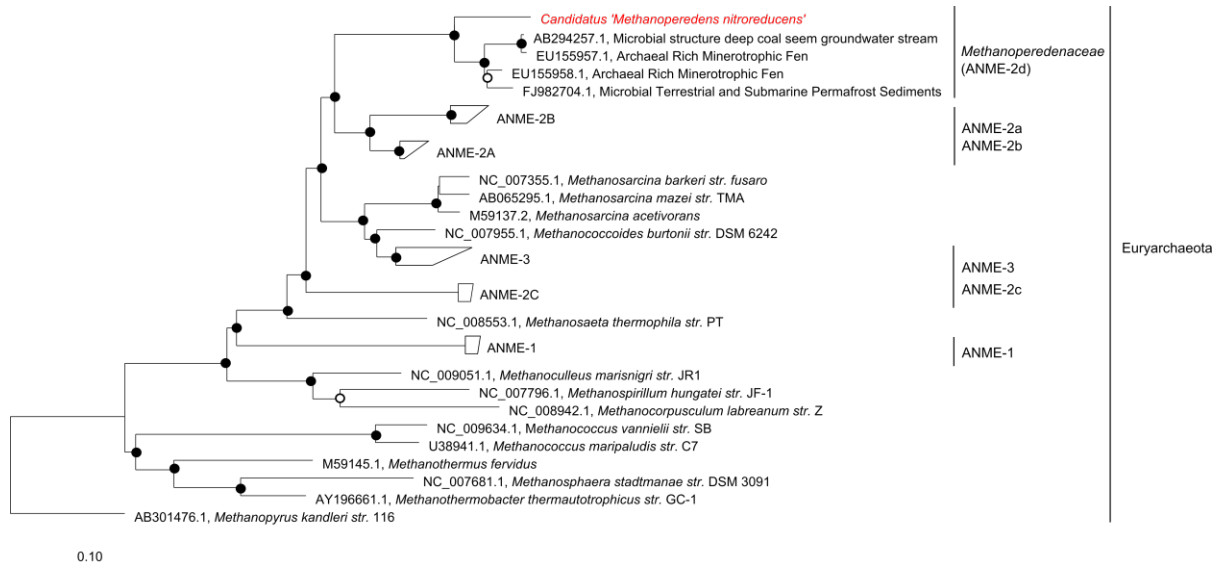 Candidatus 'Methanoperedens nitroreducens'
AB294257.1, Microbial structure deep coal seem groundwater stream
EU155957.1, Archaeal Rich Minerotrophic Fen
EU155958.1, Archaeal Rich Minerotrophic Fen
FJ982704.1, Microbial Terrestrial and Submarine Permafrost Sediments
Methanoperedenaceae
(ANME-2d)
ANME-2B
ANME-2A
ANME-2a
ANME-2b
NC_007355.1, Methanosarcina barkeri str. fusaro
AB065295.1, Methanosarcina mazei str. TMA
M59137.2, Methanosarcina acetivorans
NC_007955.1, Methanococcoides burtonii str. DSM 6242
ANME-3
ANME-2C
ANME-3
ANME-2c
Euryarchaeota
NC_008553.1, Methanosaeta thermophila str. PT
ANME-1
ANME-1
NC_009051.1, Methanoculleus marisnigri str. JR1
NC_007796.1, Methanospirillum hungatei str. JF-1
NC_008942.1, Methanocorpusculum labreanum str. Z
NC_009634.1, Methanococcus vannielii str. SB
U38941.1, Methanococcus maripaludis str. C7
M59145.1, Methanothermus fervidus
NC_007681.1, Methanosphaera stadtmanae str. DSM 3091
AY196661.1, Methanothermobacter thermautotrophicus str. GC-1
AB301476.1, Methanopyrus kandleri str. 116
0.10